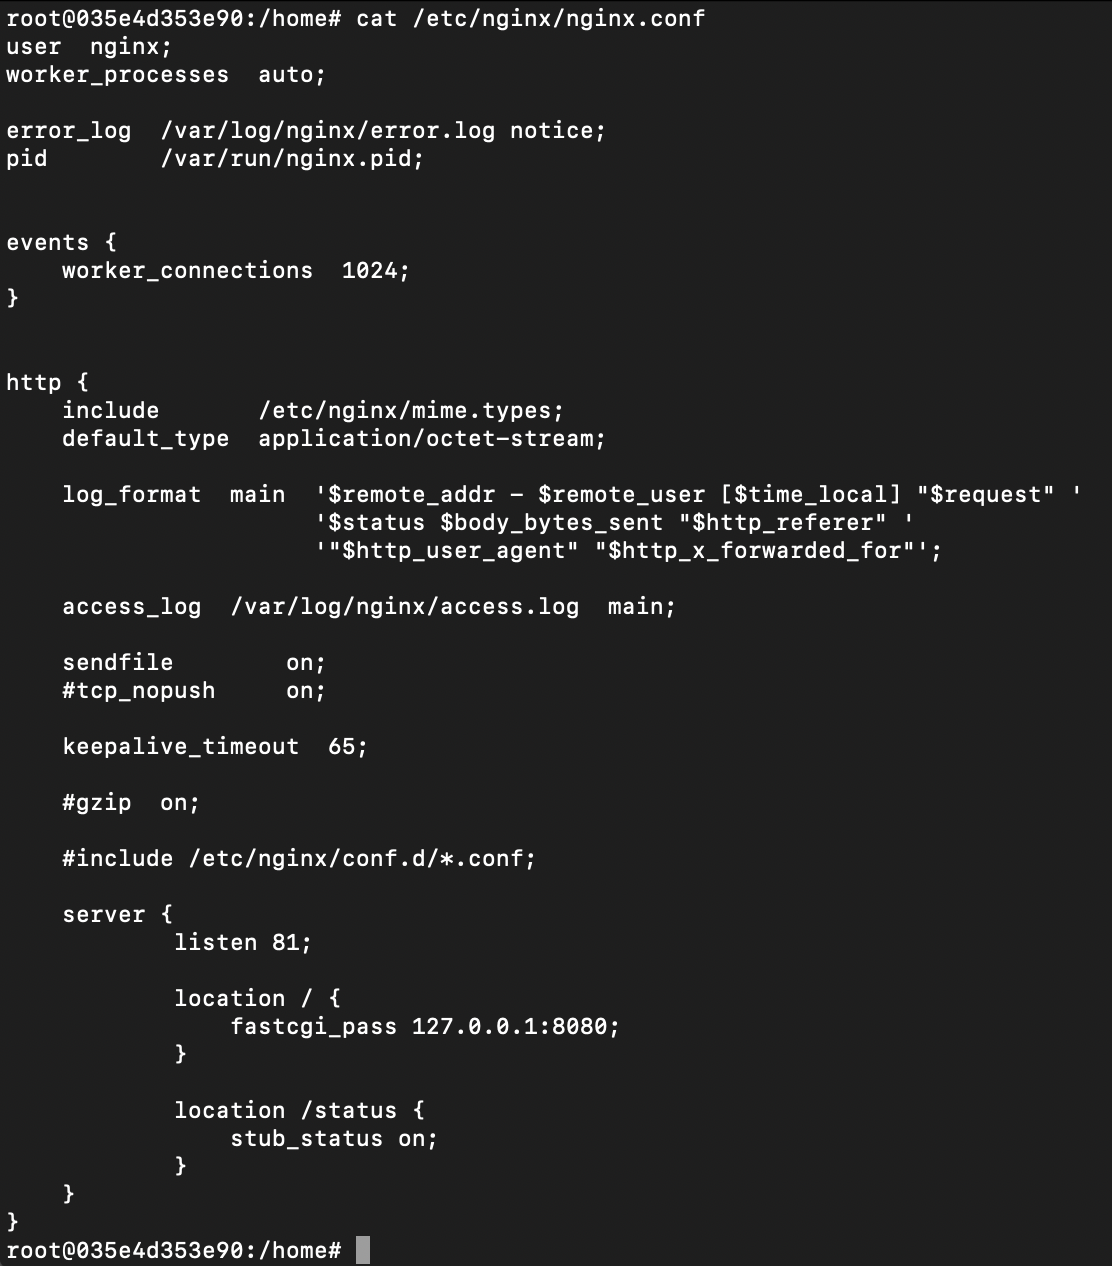 root@035e4d353e90:/home# cat /etc/nginx/nginx.conf
user  nginx;
worker_processes  auto;

error_log  /var/log/nginx/error.log notice;
pid        /var/run/nginx.pid;


events {
    worker_connections  1024;
}


http {
    include       /etc/nginx/mime.types;
    default_type  application/octet-stream;

    log_format  main  '$remote_addr - $remote_user [$time_local] "$request" '
                      '$status $body_bytes_sent "$http_referer" '
                      '"$http_user_agent" "$http_x_forwarded_for"';

    access_log  /var/log/nginx/access.log  main;

    sendfile        on;
    #tcp_nopush     on;

    keepalive_timeout  65;

    #gzip  on;

    #include /etc/nginx/conf.d/*.conf;

    server {
            listen 81;

            location / {
                fastcgi_pass 127.0.0.1:8080;
            }

            location /status {
                stub_status on;
            }
    }
}
root@035e4d353e90:/home#